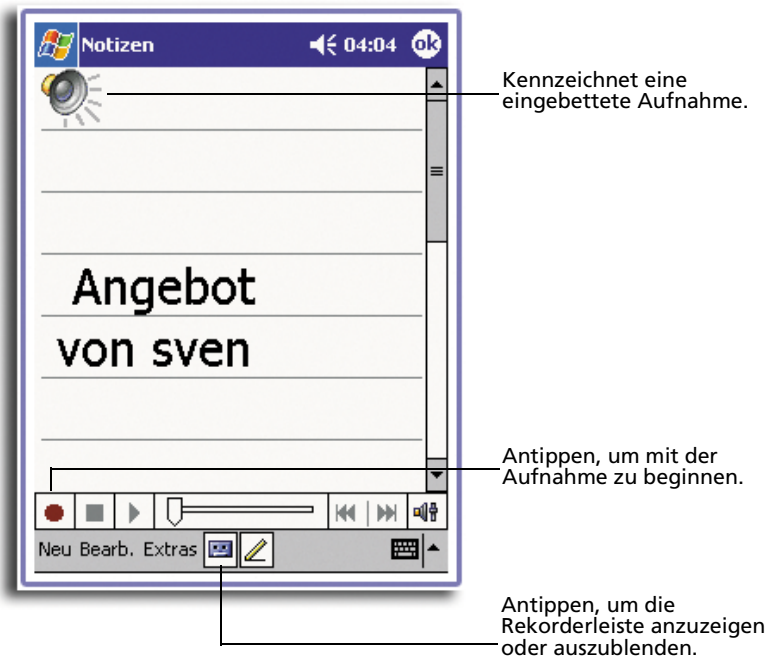 Notizen 04:04 ok
Kennzeichnet eine
eingebettete Aufnahme.
Angebot
von sven
Antippen, um mit der
Aufnahme zu beginnen.
Neu Bearb. Extras
Antippen, um die
Rekorderleiste anzuzeigen
oder auszublenden.